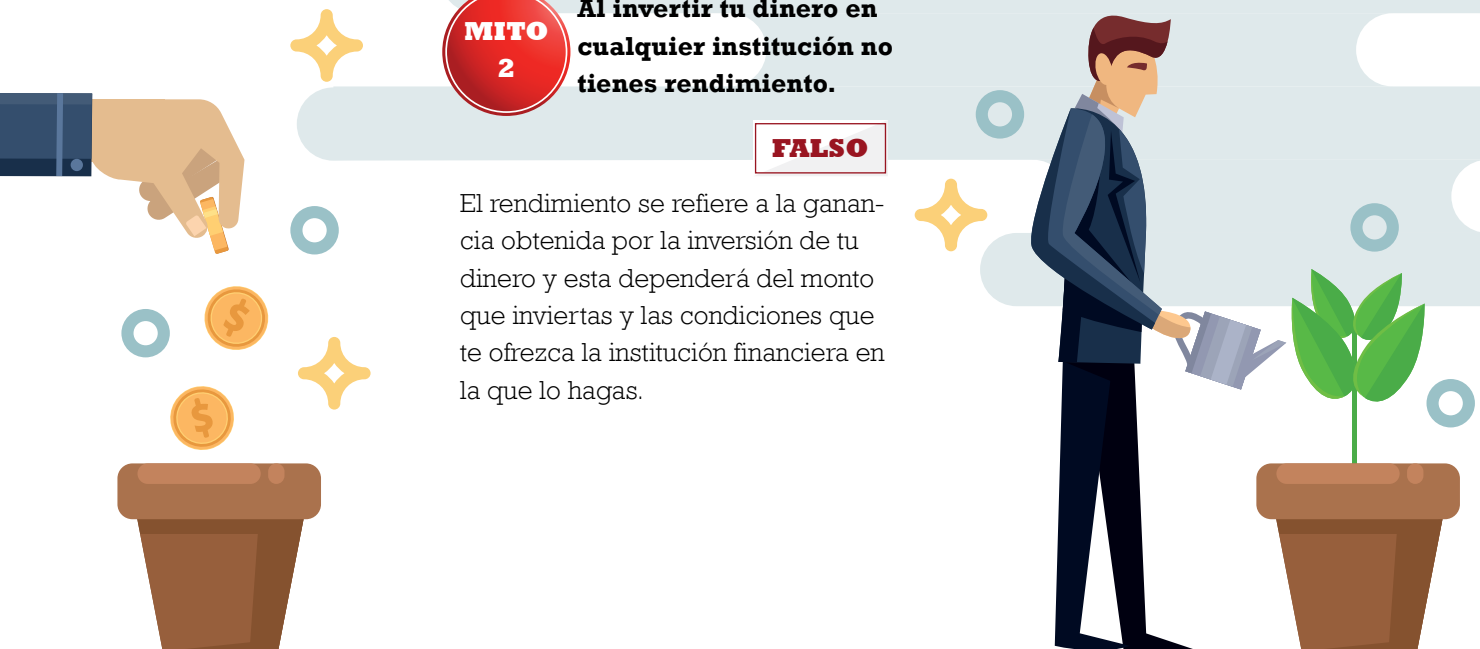 MITO
2
Al invertir tu dinero en
cualquier institución no
tienes rendimiento.
FALSO
El rendimiento se refiere a la ganan-
cia obtenida por la inversión de tu
dinero y esta dependerá del monto
que inviertas y las condiciones que
te ofrezca la institución financiera en
la que lo hagas.
$
$